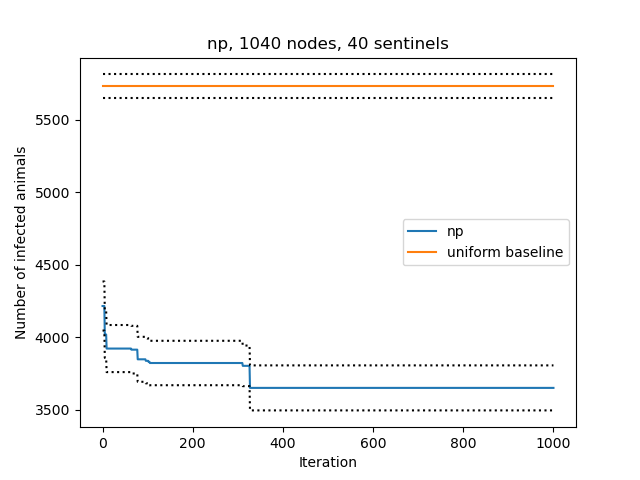 np, 1040 nodes, 40 sentinels
Number of infected animals
5500
5000
4500
4000
3500
np
uniform baseline
0
200
400
600
800
1000
Iteration